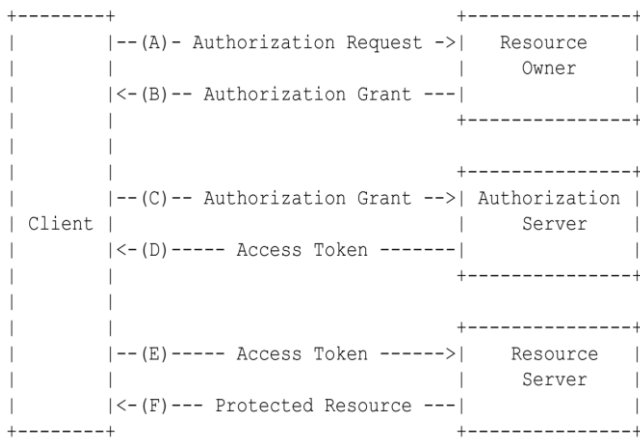 +--------+                               +---------------+
|        |--(A)- Authorization Request ->|   Resource    |
|        |                               |     Owner     |
|        |<-(B)-- Authorization Grant ---|               |
|        |                               +---------------+
|        |
|        |                               +---------------+
|        |--(C)-- Authorization Grant -->| Authorization |
| Client |                               |     Server    |
|        |<-(D)----- Access Token -------|               |
|        |                               +---------------+
|        |
|        |                               +---------------+
|        |--(E)----- Access Token ------>|    Resource   |
|        |                               |     Server    |
|        |<-(F)--- Protected Resource ---|               |
+--------+                               +---------------+